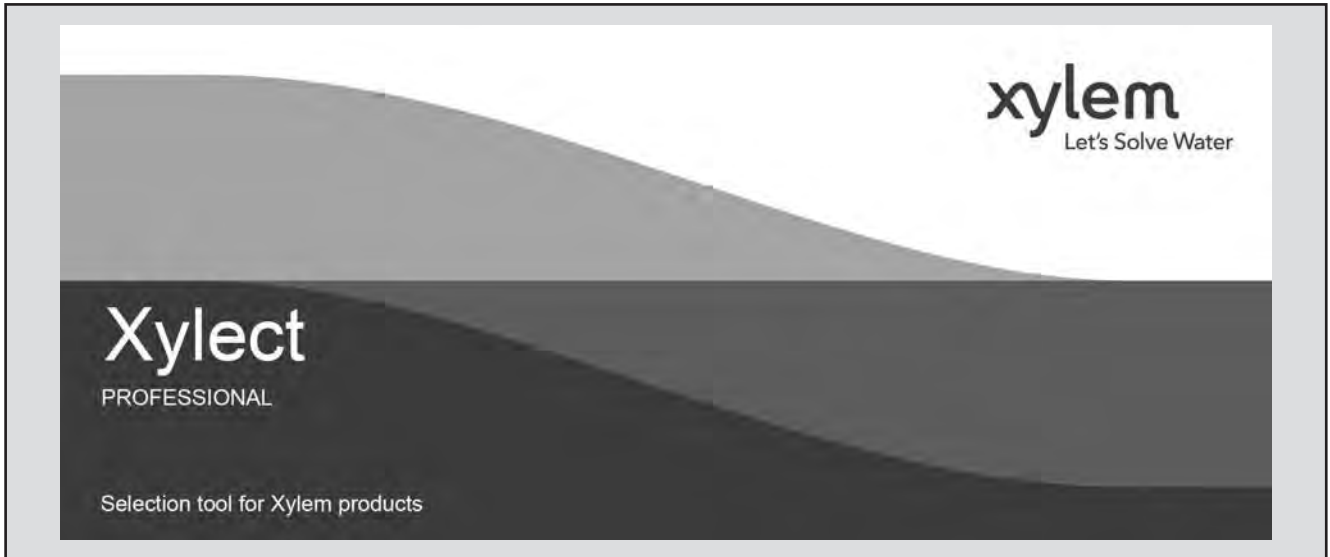 xylem
Let's Solve Water
Xylect
PROFESSIONAL
Selection tool for Xylem products